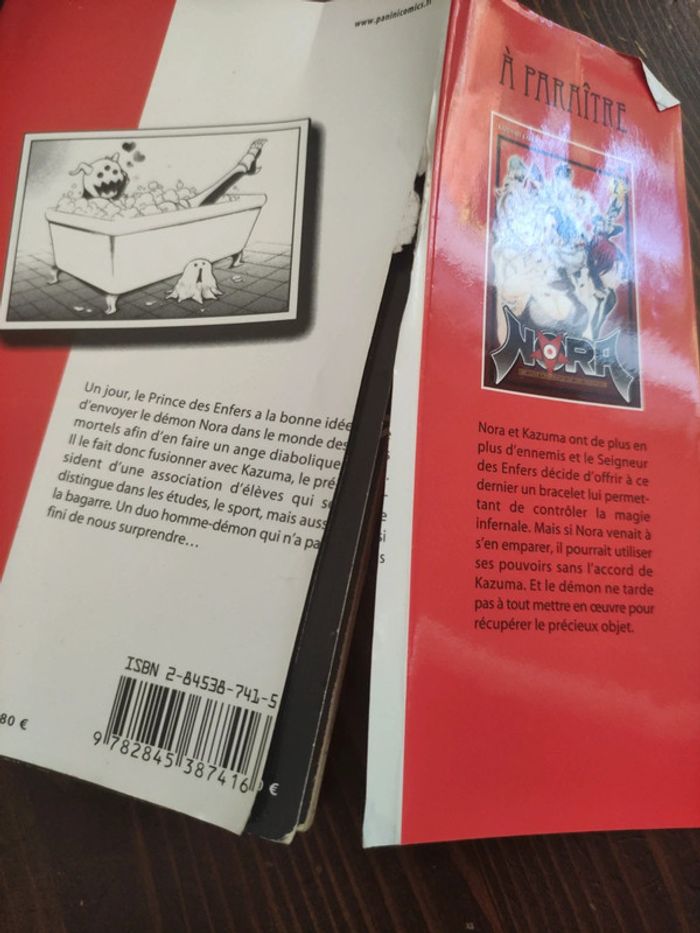 www.paninicomics.f
Un jour, le Prince des Enfers a la bonne idée
d'envoyer le démon Nora dans le monde des
mortels afin d'en faire un ange diabolique
Il le fait donc fusionner avec Kazuma, le pré-
sident d'une association d'élèves qui se
distingue dans les études, le sport, mais auss
la bagarre. Un duo homme-démon qui n'a pa
fini de nous surprendre...
ISBN 2-84538-741-5
9 782845 387416
80 €
€
À PARAÎTRE
NORA
Nora et Kazuma ont de plus en
plus d'ennemis et le Seigneur
des Enfers décide d'offrir à ce
dernier un bracelet lui permet-
tant de contrôler la magie
infernale. Mais si Nora venait à
s'en emparer, il pourrait utiliser
ses pouvoirs sans l'accord de
Kazuma. Et le démon ne tarde
pas à tout mettre en œuvre pour
récupérer le précieux objet.